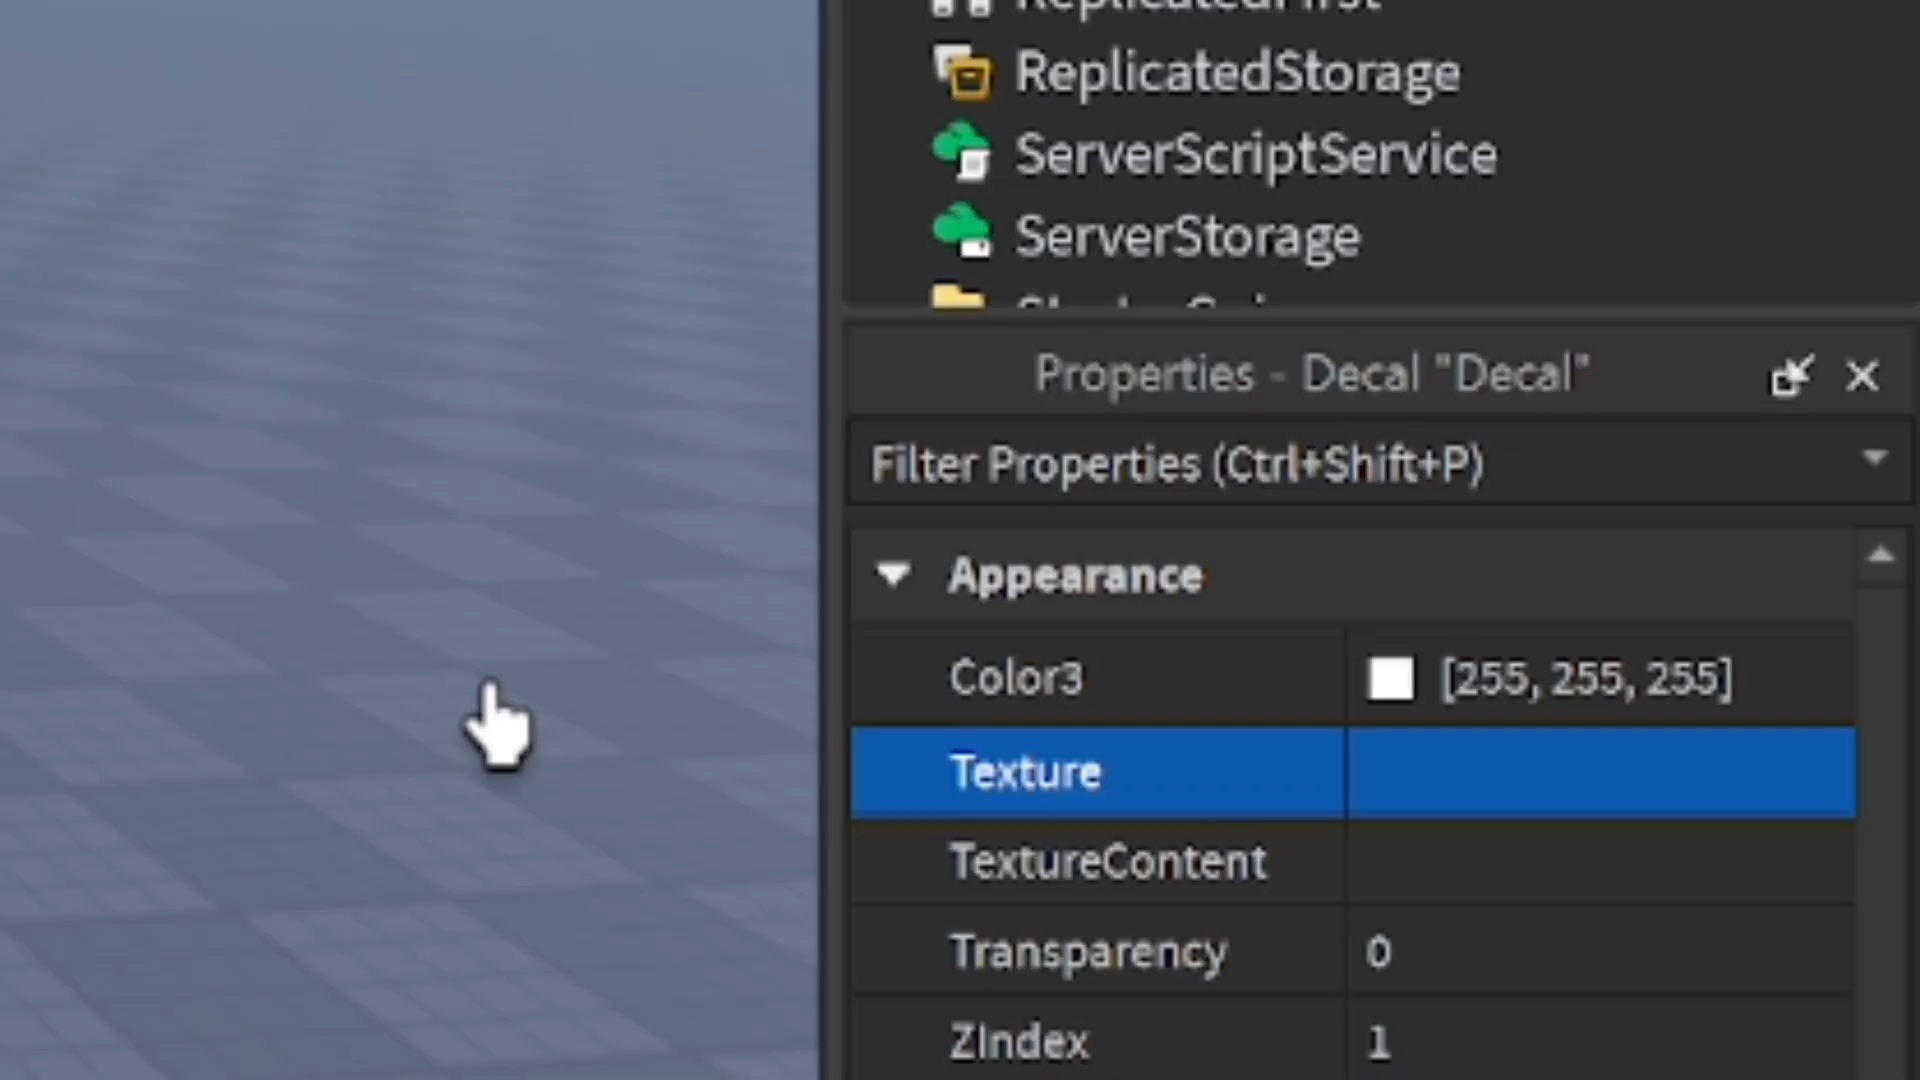 ReplicatedFirst
ReplicatedStorage
ServerScriptService
ServerStorage
Properties - Decal "Decal"
Filter Properties (Ctrl+Shift+P)
Appearance
Color3 [255, 255, 255]
Texture
TextureContent
Transparency 0
ZIndex 1